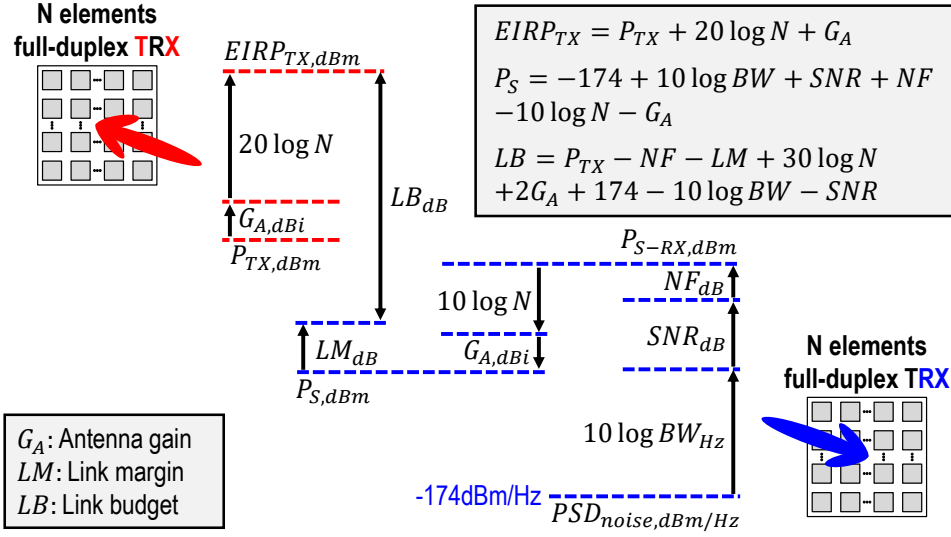 N elements
full-duplex TRX
EIRP_{TX,dBm}
20 log N
G_{A,dBi}
P_{TX,dBm}
LB_{dB}
LM_{dB}
P_{S,dBm}
EIRP_{TX} = P_{TX} + 20 log N + G_A
P_S = −174 + 10 log BW + SNR + NF
−10 log N − G_A
LB = P_{TX} − NF − LM + 30 log N
+2G_A + 174 − 10 log BW − SNR
P_{S−RX,dBm}
10 log N
G_{A,dBi}
NF_{dB}
SNR_{dB}
10 log BW_{Hz}
-174dBm/Hz
PSD_{noise,dBm/Hz}
N elements
full-duplex TRX
G_A: Antenna gain
LM: Link margin
LB: Link budget